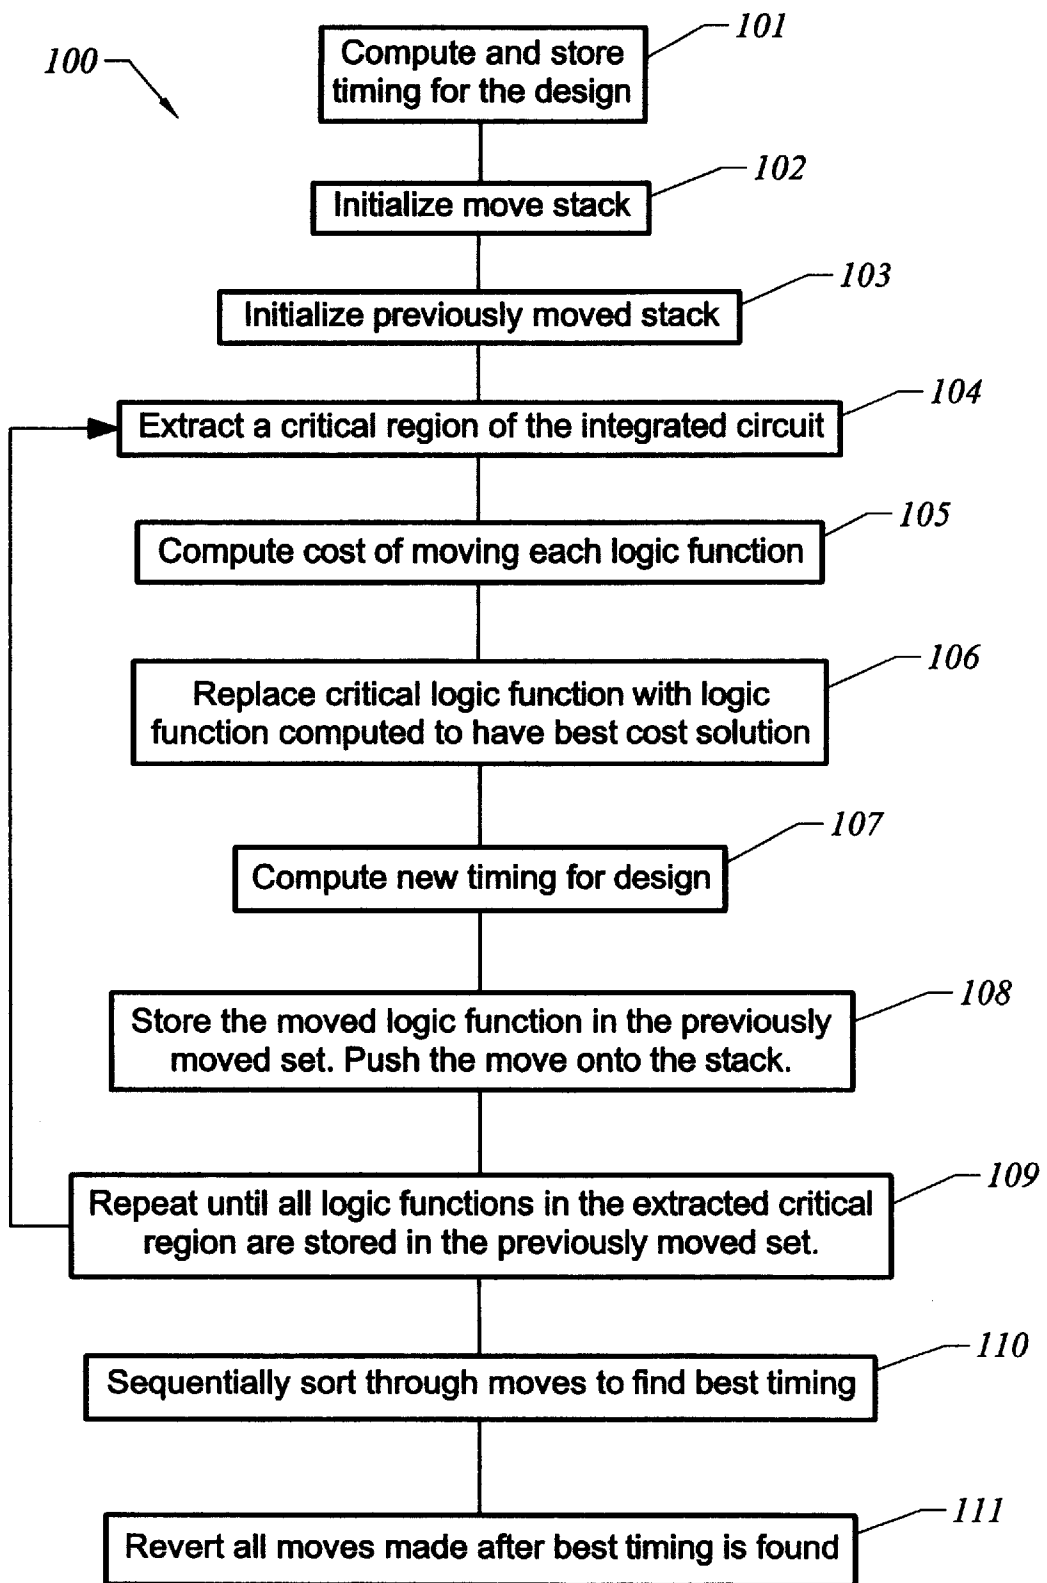 100
101
Compute and store
timing for the design
102
Initialize move stack
103
Initialize previously moved stack
104
Extract a critical region of the integrated circuit
105
Compute cost of moving each logic function
106
Replace critical logic function with logic
function computed to have best cost solution
107
Compute new timing for design
108
Store the moved logic function in the previously
moved set. Push the move onto the stack.
109
Repeat until all logic functions in the extracted critical
region are stored in the previously moved set.
110
Sequentially sort through moves to find best timing
111
Revert all moves made after best timing is found